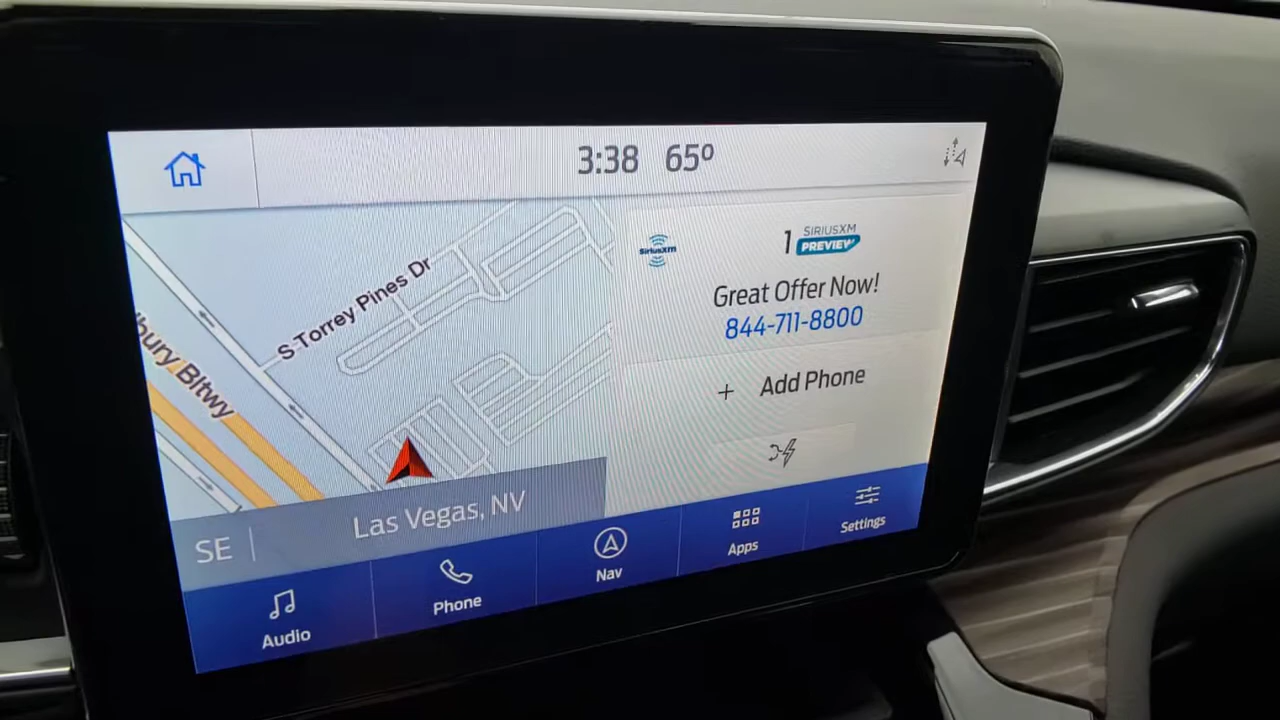 3:38 65º
SIRIUSXM
1 PREVIEW
SiriusXM
Great Offer Now!
844-711-8800
+ Add Phone
S Torrey Pines Dr
bury Bltwy
SE | Las Vegas, NV
Audio
Phone
Nav
Apps
Settings